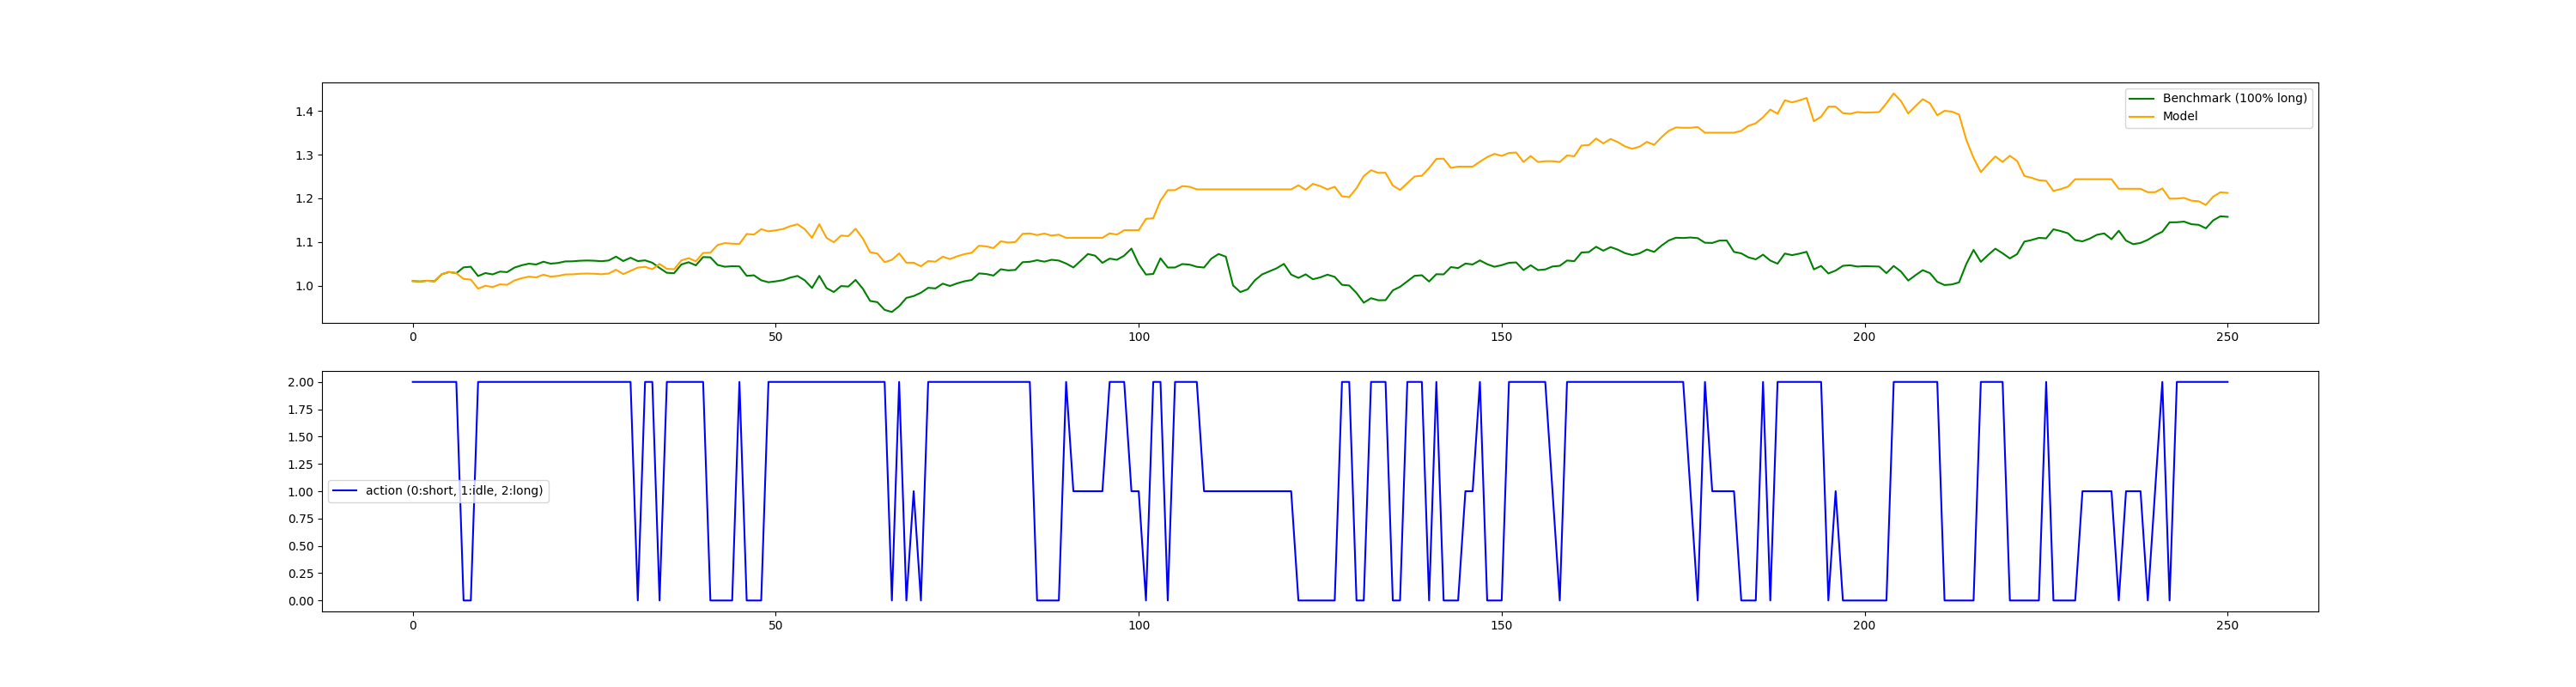 1.4
1.3
1.2
1.1
1.0
Benchmark (100% long)
Model
0 50 100 150 200 250
2.00
1.75
1.50
1.25
1.00
0.75
0.50
0.25
0.00
action (0:short, 1:idle, 2:long)
0 50 100 150 200 250